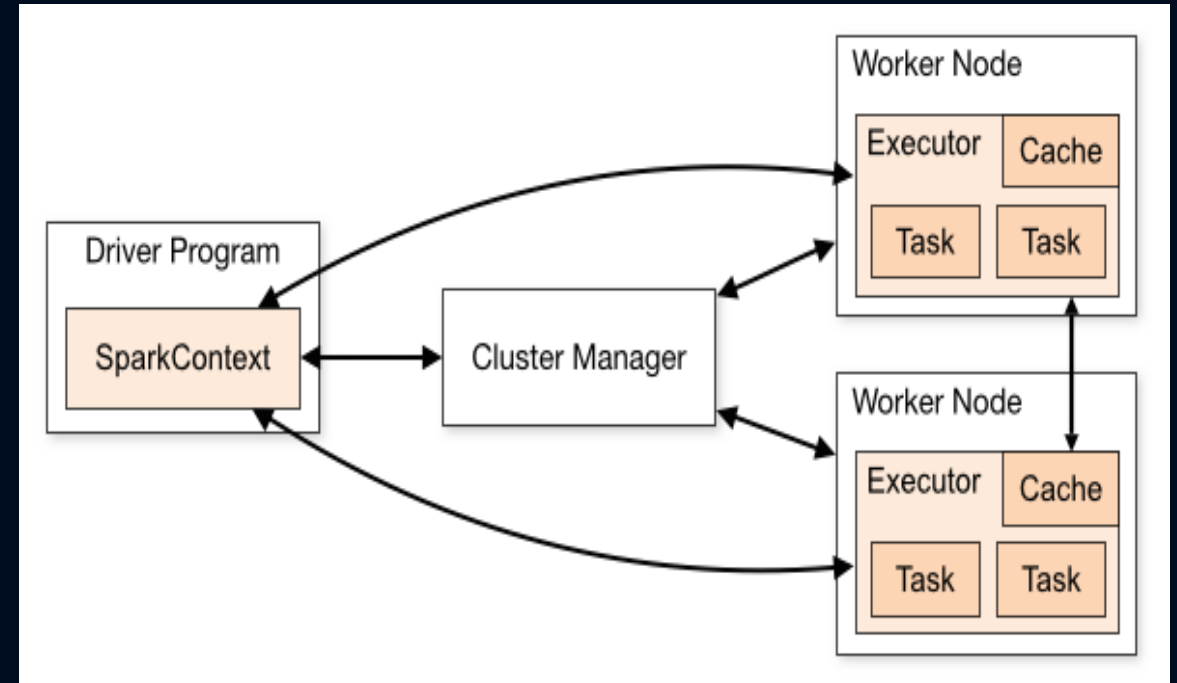 Driver Program
SparkContext
Cluster Manager
Worker Node
Executor
Cache
Task
Task
Worker Node
Executor
Cache
Task
Task